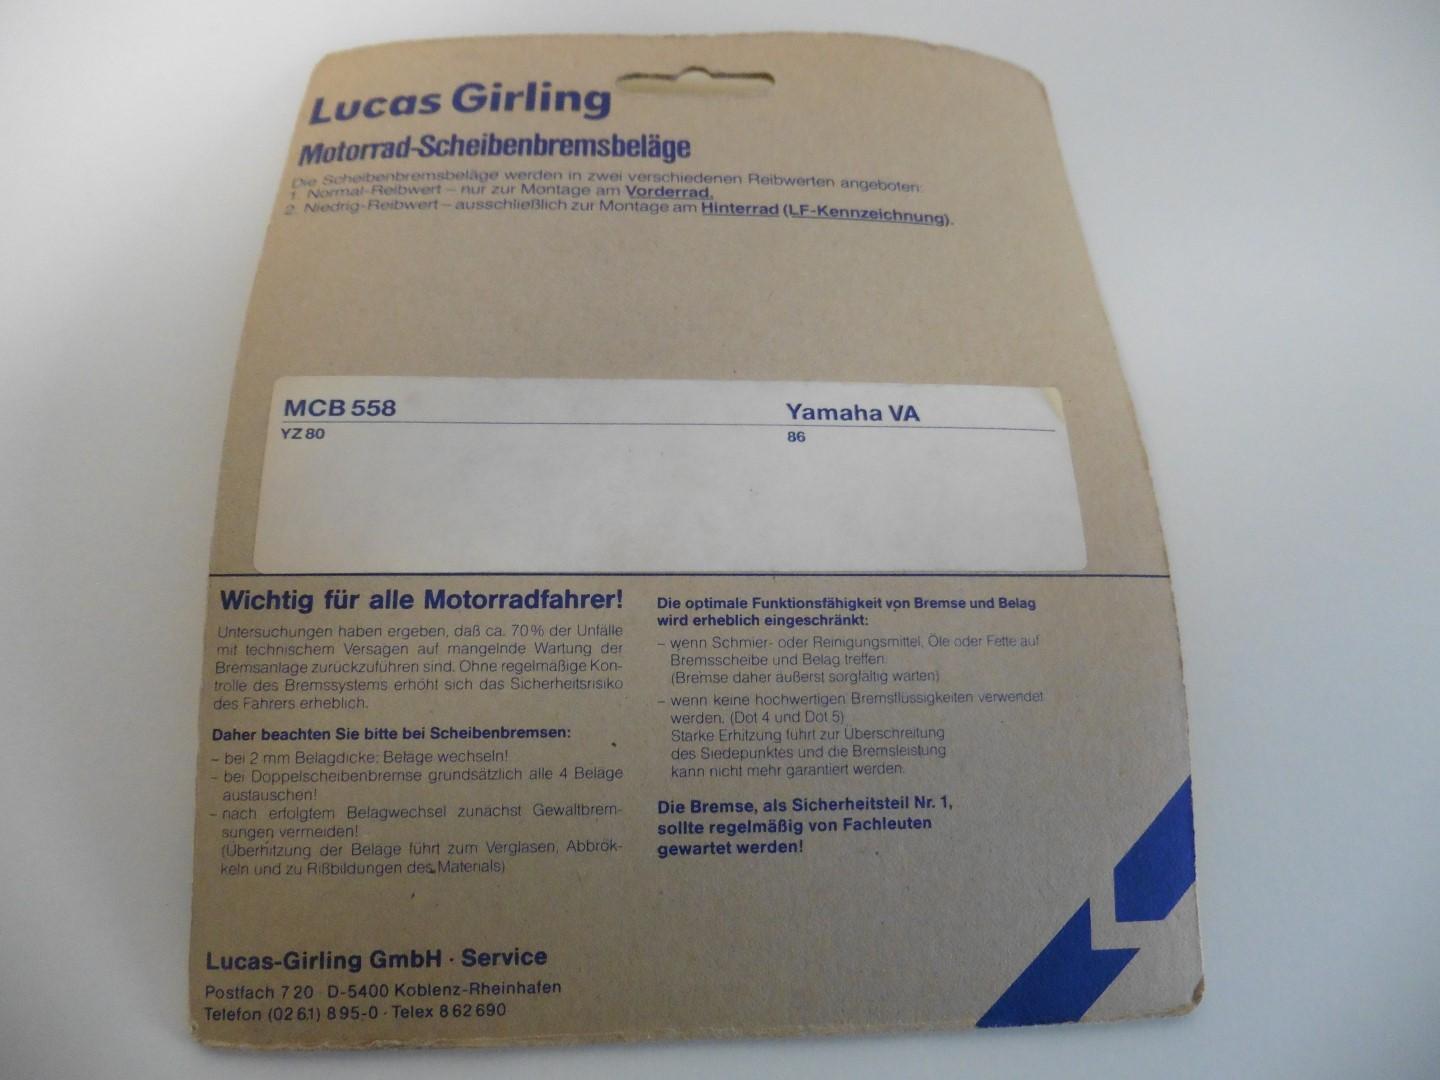 Lucas Girling
Motorrad-Scheibenbremsbeläge
Die Scheibenbremsbeläge werden in zwei verschiedenen Reibwerten angeboten:
1. Normal-Reibwert – nur zur Montage am Vorderrad.
2. Niedrig-Reibwert – ausschließlich zur Montage am Hinterrad (LF-Kennzeichnung).
MCB 558 Yamaha VA
YZ 80 86
Wichtig für alle Motorradfahrer!
Untersuchungen haben ergeben, daß ca. 70% der Unfälle
mit technischem Versagen auf mangelnde Wartung der
Bremsanlage zurückzuführen sind. Ohne regelmäßige Kon-
trolle des Bremssystems erhöht sich das Sicherheitsrisiko
des Fahrers erheblich.
Daher beachten Sie bitte bei Scheibenbremsen:
– bei 2 mm Belagdicke: Beläge wechseln!
– bei Doppelscheibenbremse grundsätzlich alle 4 Beläge
austauschen!
– nach erfolgtem Belagwechsel zunächst Gewaltbrem-
sungen vermeiden!
(Überhitzung der Beläge führt zum Verglasen, Abbrök-
keln und zu Rißbildungen des Materials)
Die optimale Funktionsfähigkeit von Bremse und Belag
wird erheblich eingeschränkt:
– wenn Schmier- oder Reinigungsmittel, Öle oder Fette auf
Bremsscheibe und Belag treffen.
(Bremse daher äußerst sorgfältig warten)
– wenn keine hochwertigen Bremsflüssigkeiten verwendet
werden. (Dot 4 und Dot 5)
Starke Erhitzung führt zur Überschreitung
des Siedepunktes und die Bremsleistung
kann nicht mehr garantiert werden.
Die Bremse, als Sicherheitsteil Nr. 1,
sollte regelmäßig von Fachleuten
gewartet werden!
Lucas-Girling GmbH · Service
Postfach 7 20 D-5400 Koblenz-Rheinhafen
Telefon (02 61) 8 95-0 · Telex 8 62 690